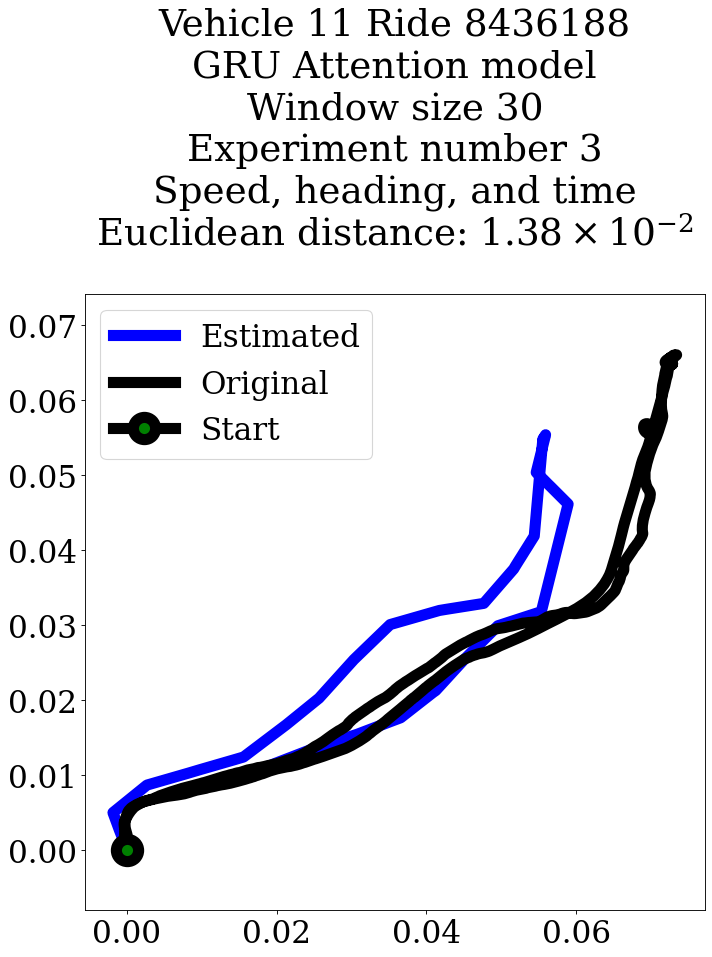 Vehicle 11 Ride 8436188
GRU Attention model
Window size 30
Experiment number 3
Speed, heading, and time
Euclidean distance: 1.38 × 10⁻²
Estimated
Original
Start
0.07
0.06
0.05
0.04
0.03
0.02
0.01
0.00
0.00 0.02 0.04 0.06